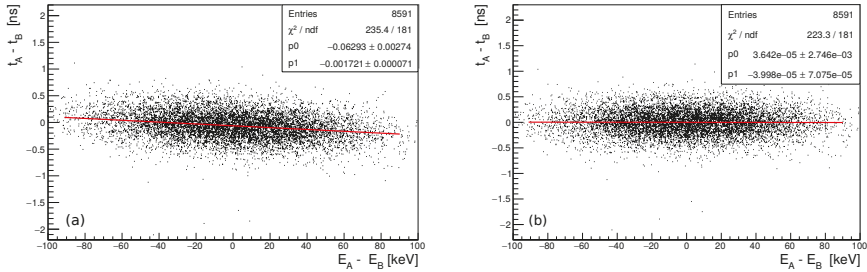 Entries 8591
χ² / ndf 235.4 / 181
p0 −0.06293 ± 0.00274
p1 −0.001721 ± 0.000071
t_A - t_B [ns]
2
1.5
1
0.5
0
−0.5
−1
−1.5
−2
(a)
−100 −80 −60 −40 −20 0 20 40 60 80 100
E_A - E_B [keV]
Entries 8591
χ² / ndf 223.3 / 181
p0 3.642e−05 ± 2.746e−03
p1 −3.998e−05 ± 7.075e−05
t_A - t_B [ns]
2
1.5
1
0.5
0
−0.5
−1
−1.5
−2
(b)
−100 −80 −60 −40 −20 0 20 40 60 80 100
E_A - E_B [keV]